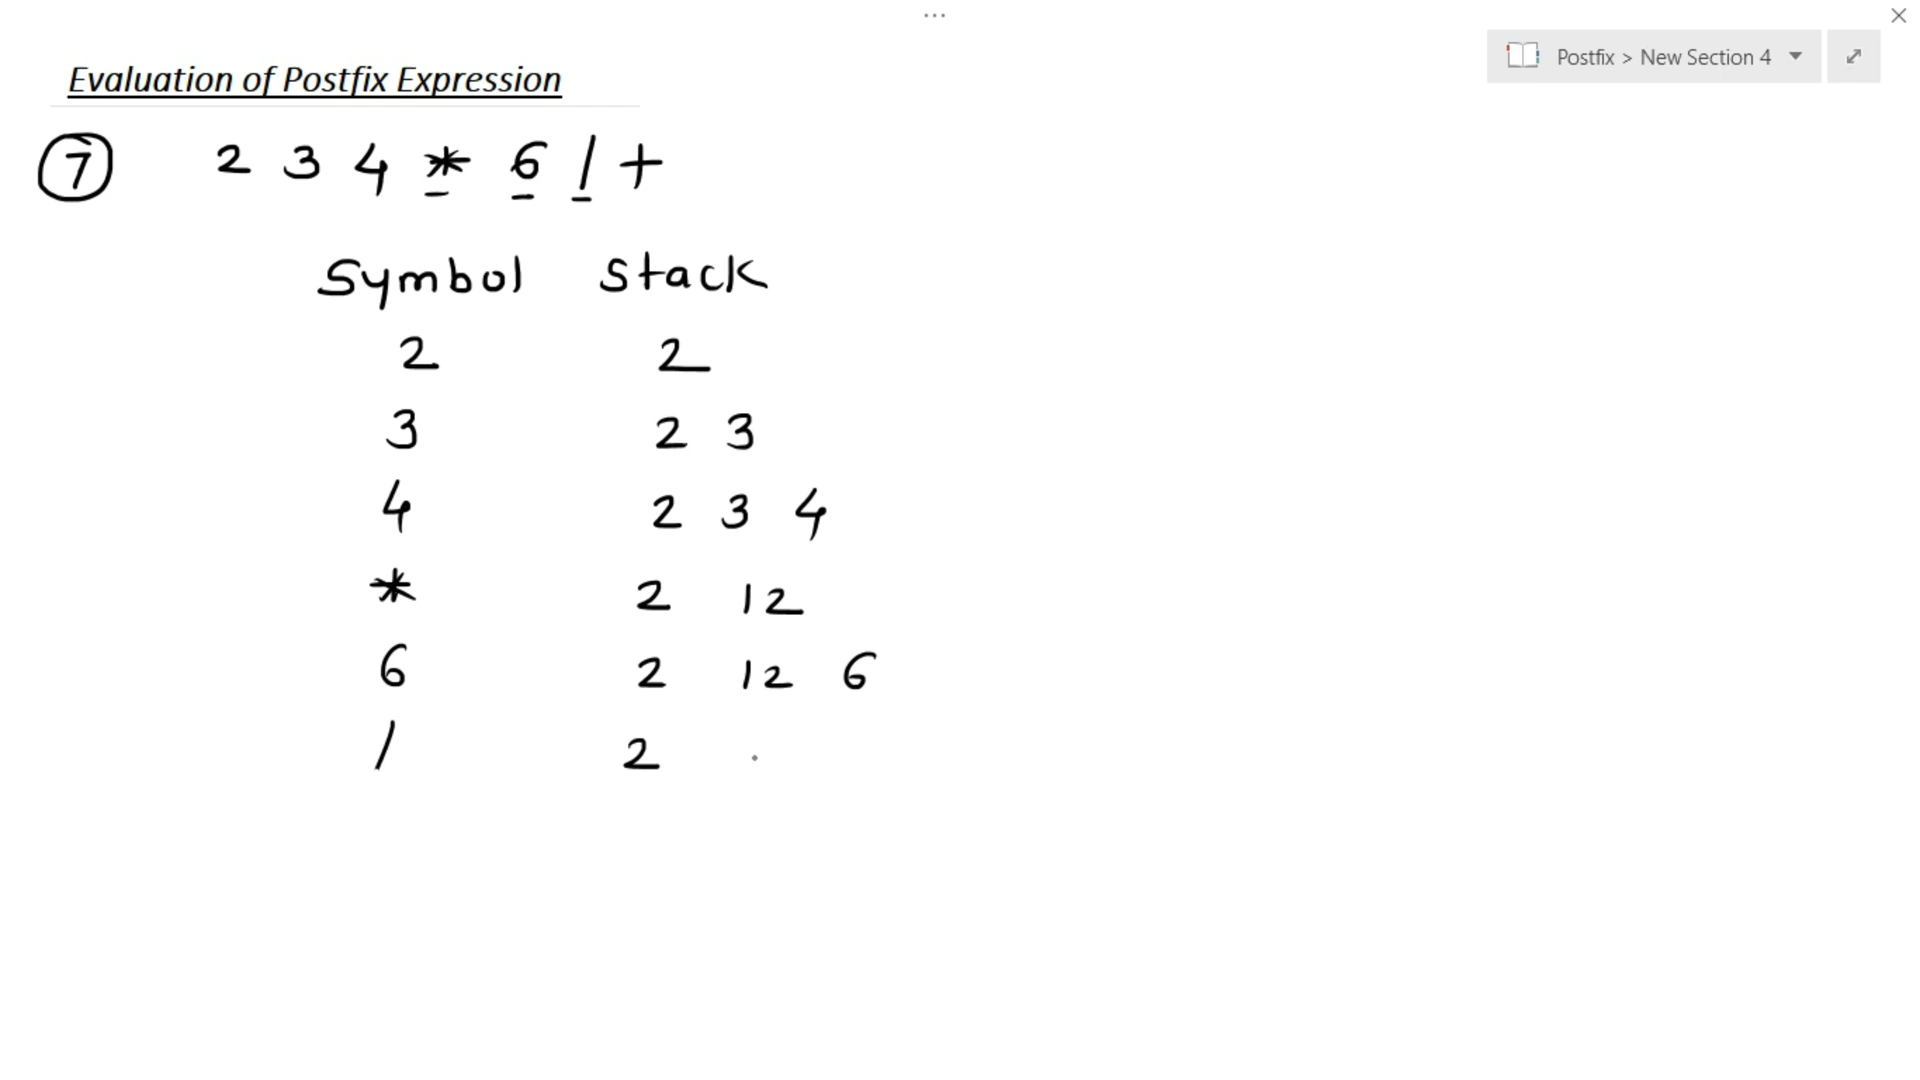 ...
Postfix > New Section 4
Evaluation of Postfix Expression
7 2 3 4 * 6 / +
Symbol Stack
2 2
3 2 3
4 2 3 4
* 2 12
6 2 12 6
/ 2